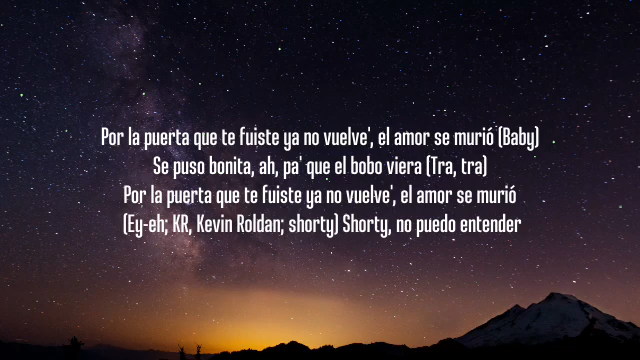 Por la puerta que te fuiste ya no vuelve', el amor se murió (Baby)
Se puso bonita, ah, pa' que el bobo viera (Tra, tra)
Por la puerta que te fuiste ya no vuelve', el amor se murió
(Ey-eh; KR, Kevin Roldan; shorty) Shorty, no puedo entender